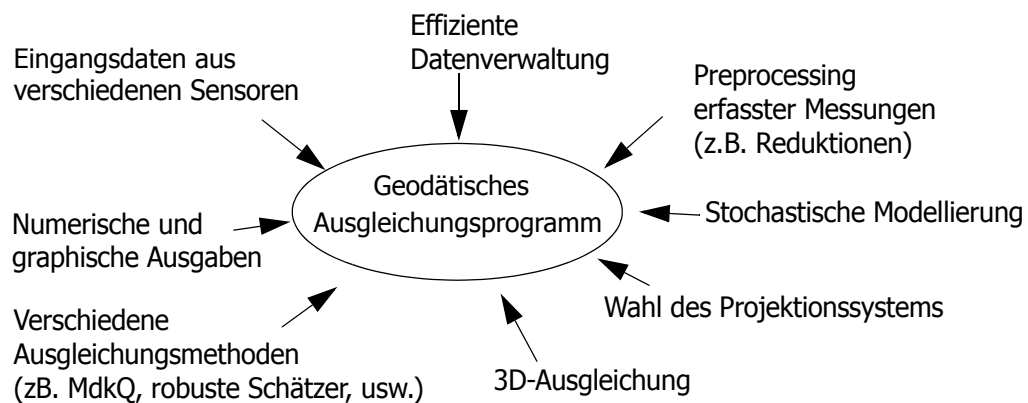 Effiziente
Datenverwaltung
Eingangsdaten aus
verschiedenen Sensoren
Preprocessing
erfasster Messungen
(z.B. Reduktionen)
Geodätisches
Ausgleichungsprogramm
Stochastische Modellierung
Numerische und
graphische Ausgaben
Wahl des Projektionssystems
Verschiedene
Ausgleichungsmethoden
(zB. MdkQ, robuste Schätzer, usw.)
3D-Ausgleichung